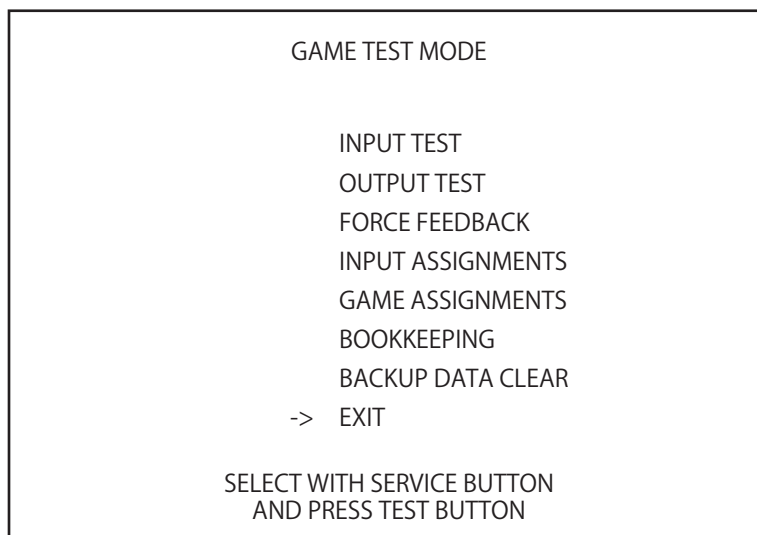 GAME TEST MODE
INPUT TEST
OUTPUT TEST
FORCE FEEDBACK
INPUT ASSIGNMENTS
GAME ASSIGNMENTS
BOOKKEEPING
BACKUP DATA CLEAR
-> EXIT
SELECT WITH SERVICE BUTTON
AND PRESS TEST BUTTON